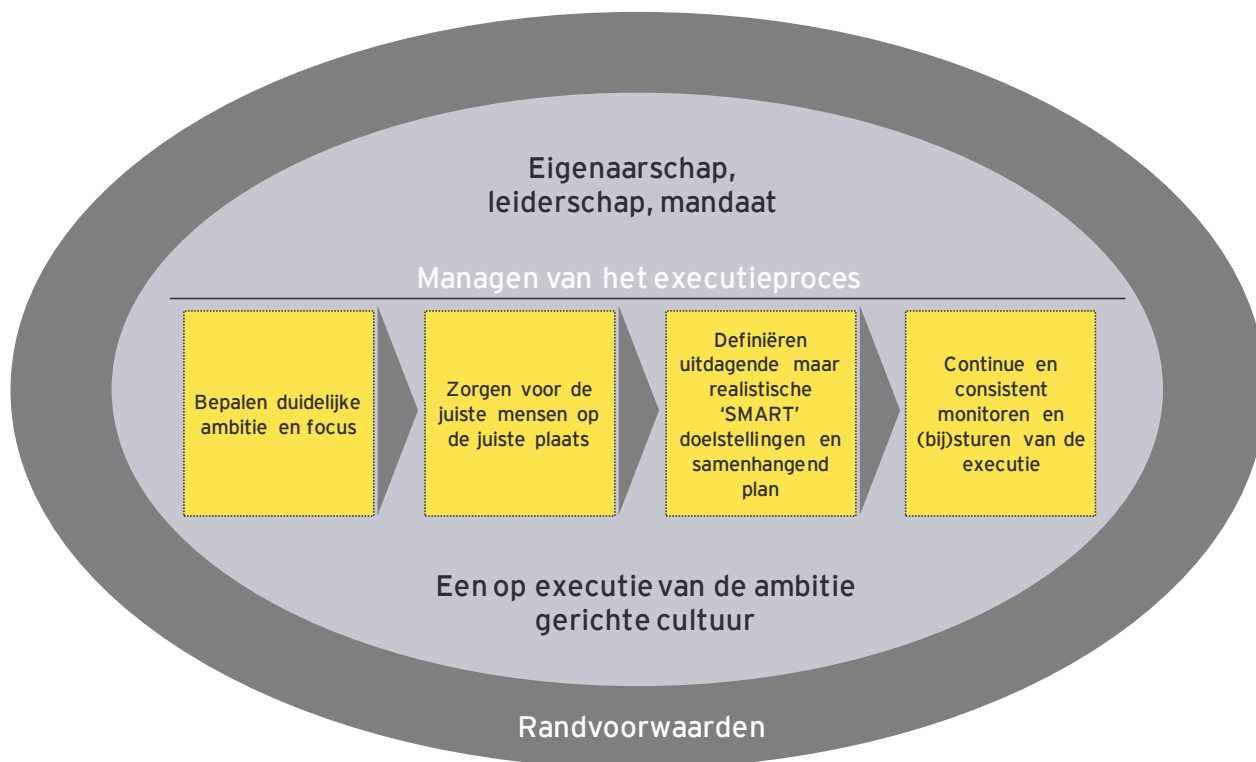 Eigenaarschap,
leiderschap, mandaat
Managen van het executieproces
Bepalen duidelijke
ambitie en focus
Zorgen voor de
juiste mensen op
de juiste plaats
Definiëren
uitdagende maar
realistische
‘SMART’
doelstellingen en
samenhangend
plan
Continue en
consistent
monitoren en
(bij)sturen van de
executie
Een op executie van de ambitie
gerichte cultuur
Randvoorwaarden